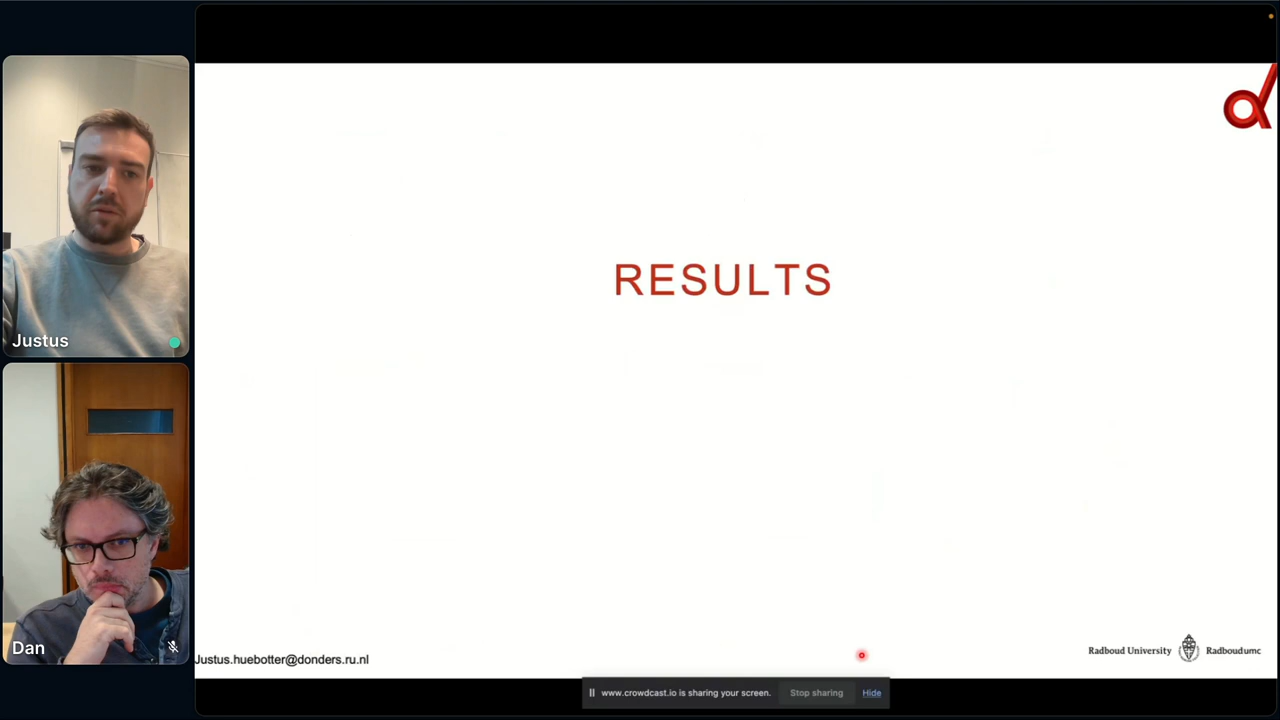 RESULTS
Justus
Dan
Justus.huebotter@donders.ru.nl
Radboud University
Radboudumc
www.crowdcast.io is sharing your screen.
Stop sharing
Hide